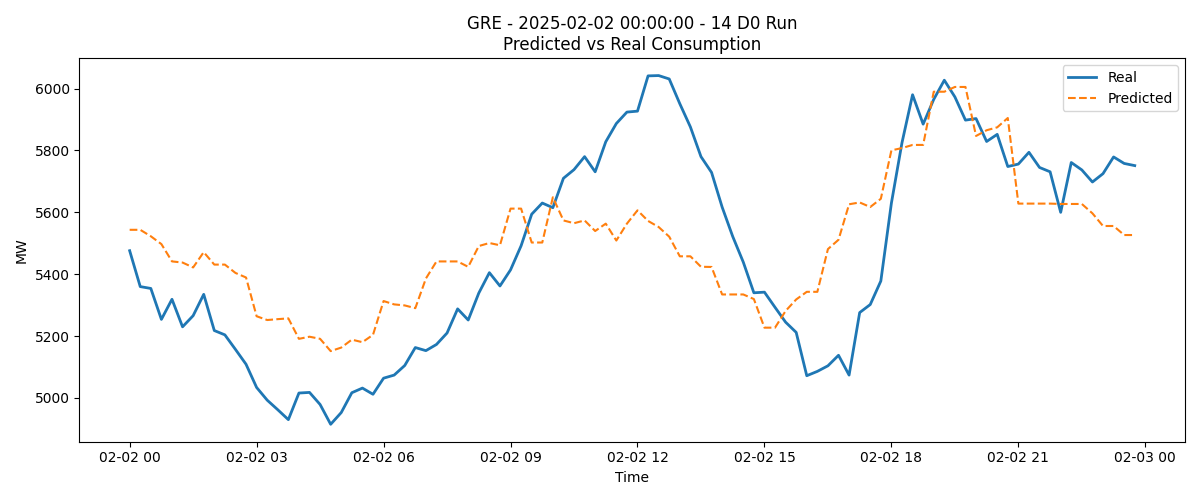 GRE - 2025-02-02 00:00:00 - 14 D0 Run
Predicted vs Real Consumption
Real
Predicted
MW
6000
5800
5600
5400
5200
5000
02-02 00
02-02 03
02-02 06
02-02 09
02-02 12
02-02 15
02-02 18
02-02 21
02-03 00
Time